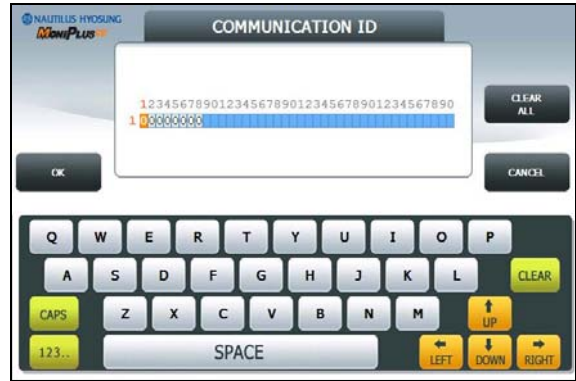 NAUTILUS HYOSUNG
MoniPlus CE
COMMUNICATION ID
1234567890123456789012345678901234567890
1 00000000
CLEAR
ALL
OK
CANCEL
Q W E R T Y U I O P
A S D F G H J K L CLEAR
CAPS Z X C V B N M UP
123.. SPACE LEFT DOWN RIGHT